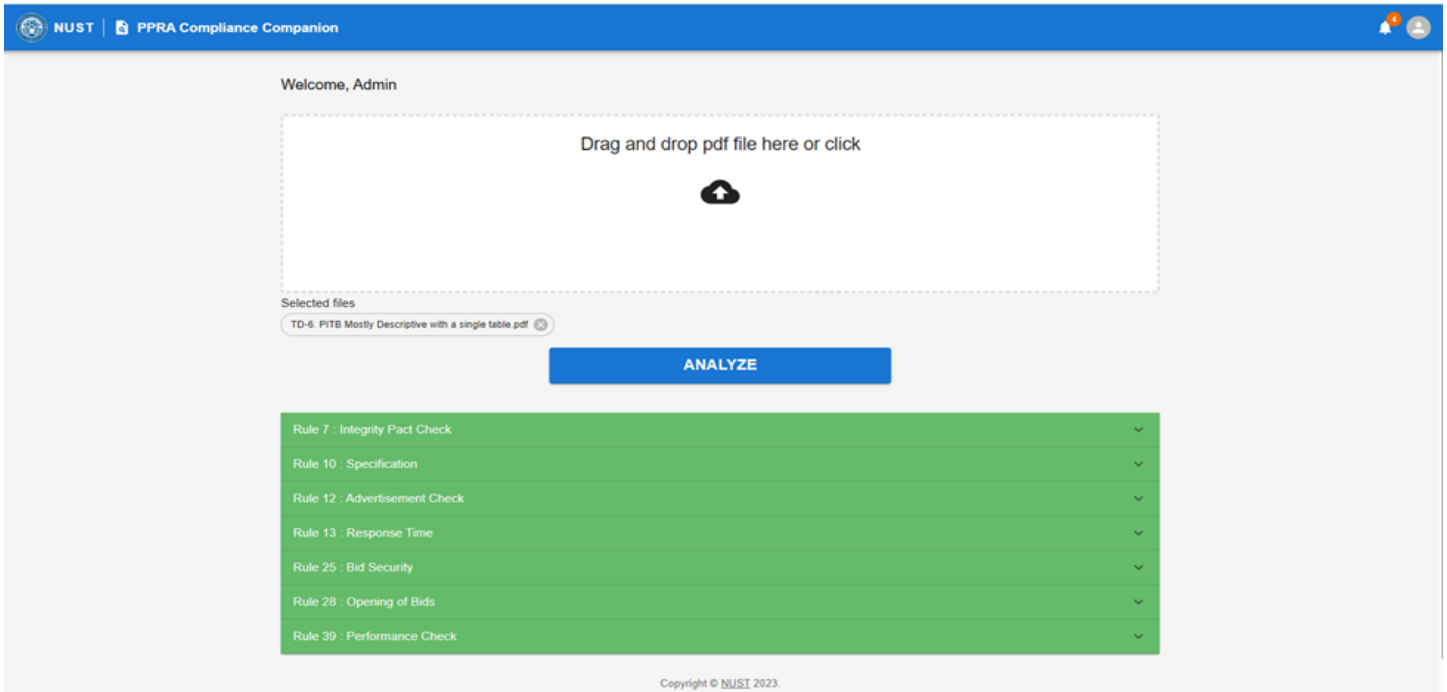 NUST PPRA Compliance Companion 4
Welcome, Admin
Drag and drop pdf file here or click
Selected files
TD-6. PITB Mostly Descriptive with a single table.pdf
ANALYZE
Rule 7 : Integrity Pact Check
Rule 10 : Specification
Rule 12 : Advertisement Check
Rule 13 : Response Time
Rule 25 : Bid Security
Rule 28 : Opening of Bids
Rule 39 : Performance Check
Copyright © NUST 2023.